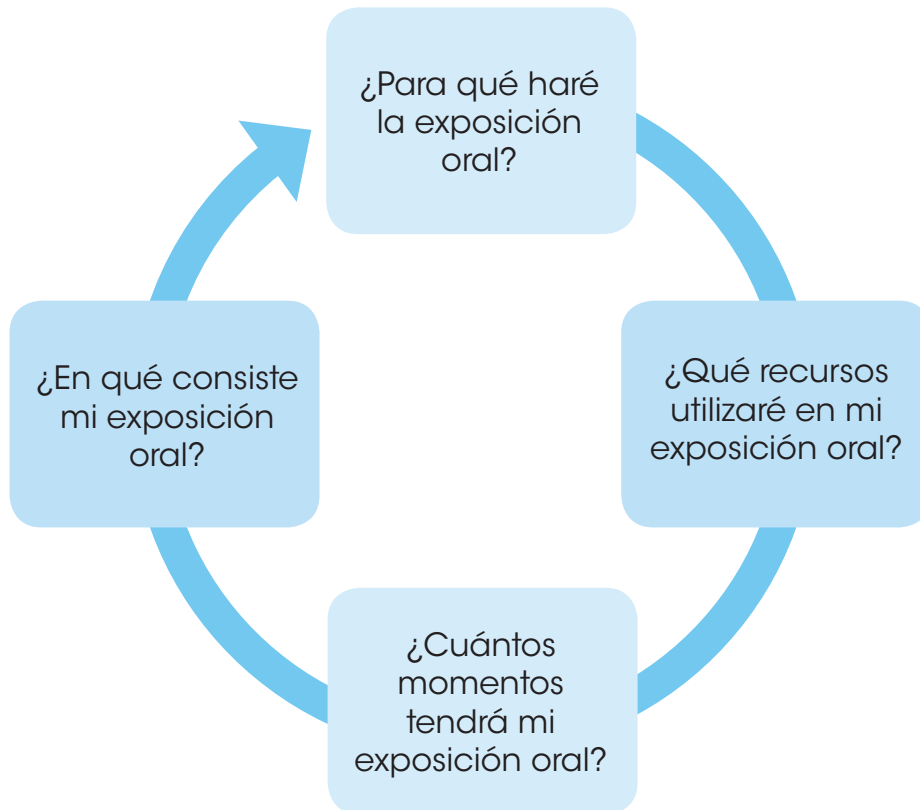 ¿Para qué haré
la exposición
oral?
¿Qué recursos
utilizaré en mi
exposición oral?
¿Cuántos
momentos
tendrá mi
exposición oral?
¿En qué consiste
mi exposición
oral?